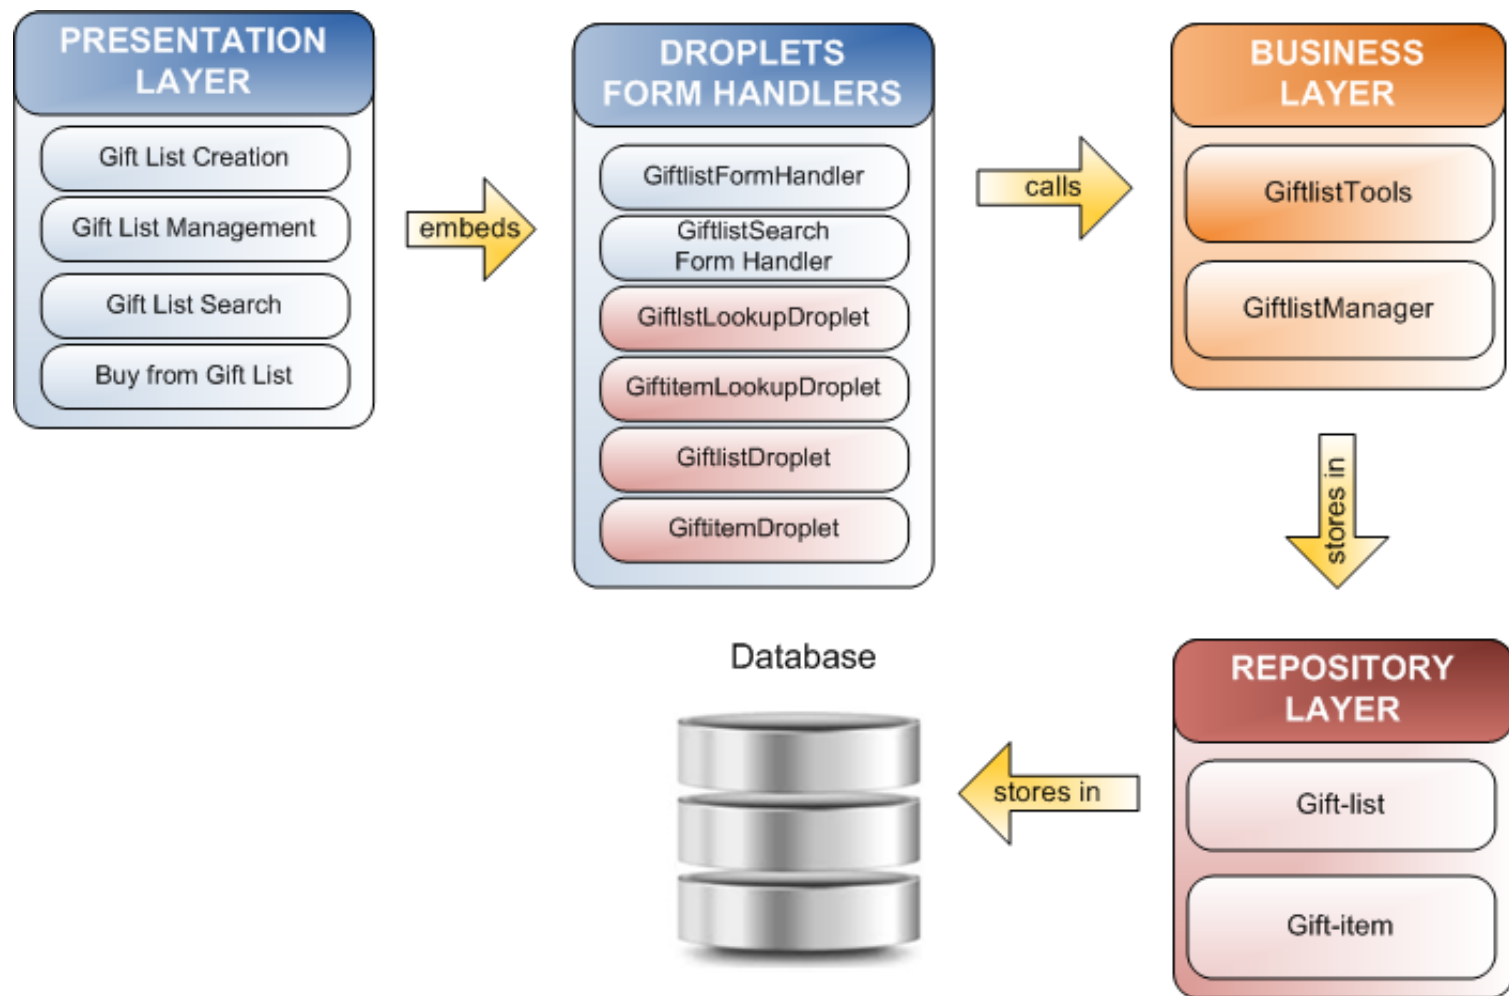 PRESENTATION
LAYER
Gift List Creation
Gift List Management
Gift List Search
Buy from Gift List
embeds
DROPLETS
FORM HANDLERS
GiftlistFormHandler
GiftlistSearch
Form Handler
GiftlstLookupDroplet
GiftitemLookupDroplet
GiftlistDroplet
GiftitemDroplet
calls
BUSINESS
LAYER
GiftlistTools
GiftlistManager
stores in
REPOSITORY
LAYER
Gift-list
Gift-item
stores in
Database